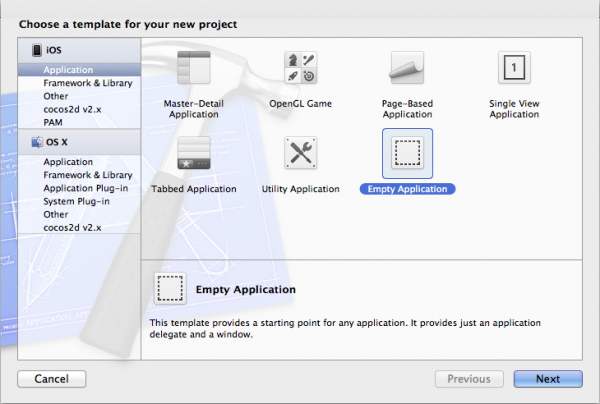 Choose a template for your new project
iOS
Application
Framework & Library
Other
cocos2d v2.x
PAM
OS X
Application
Framework & Library
Application Plug-in
System Plug-in
Other
cocos2d v2.x
Master-Detail
Application
OpenGL Game
Page-Based
Application
1
Single View
Application
Tabbed Application
Utility Application
Empty Application
Empty Application
This template provides a starting point for any application. It provides just an application
delegate and a window.
Cancel
Previous
Next